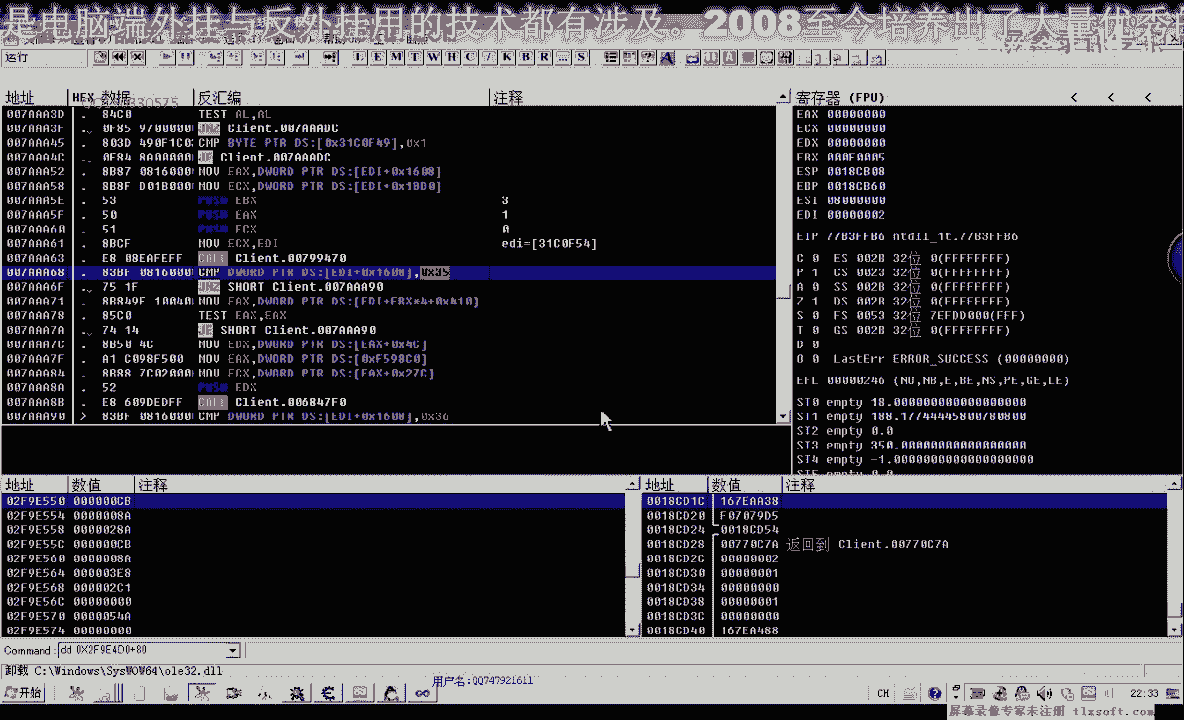 是电脑端外挂与反外挂用的技术都有涉及。2008至今培养出了大量优秀
运行
L E M T W H C / K B R ... S
地址 HEX 数据 反汇编 注释
007AAA3D . 84C0 TEST AL,AL
007AAA3F . 0F85 9700000 JNZ Client.007AAADC
007AAA45 . 803D 490F1C0 CMP BYTE PTR DS:[0x31C0F49],0x1
007AAA4C . 0F84 8A00000 JE Client.007AAADC
007AAA52 . 8B87 0816000 MOV EAX,DWORD PTR DS:[EDI+0x1608]
007AAA58 . 8B8F D01B000 MOV ECX,DWORD PTR DS:[EDI+0x1BD0]
007AAA5E . 53 PUSH EBX 3
007AAA5F . 50 PUSH EAX 1
007AAA60 . 51 PUSH ECX 0
007AAA61 . 8BCF MOV ECX,EDI edi=[31C0F54]
007AAA63 . E8 08EAFEFF CALL Client.00799470
007AAA68 . 83BF 0816000 CMP DWORD PTR DS:[EDI+0x1608],0x35
007AAA6F . 75 1F JNZ SHORT Client.007AAA90
007AAA71 . 8B849F 10040 MOV EAX,DWORD PTR DS:[EDI+EBX*4+0x410]
007AAA78 . 85C0 TEST EAX,EAX
007AAA7A . 74 14 JE SHORT Client.007AAA90
007AAA7C . 8B50 4C MOV EDX,DWORD PTR DS:[EAX+0x4C]
007AAA7F . A1 C098F500 MOV EAX,DWORD PTR DS:[0xF598C0]
007AAA84 . 8B88 7C02000 MOV ECX,DWORD PTR DS:[EAX+0x27C]
007AAA8A . 52 PUSH EDX
007AAA8B . E8 609DEDFF CALL Client.006847F0
007AAA90 > 83BF 0816000 CMP DWORD PTR DS:[EDI+0x1608],0x36
寄存器 (FPU) < < <
EAX 00000000
ECX 00000000
EDX 00000000
ESP 0018CB08
EBP 0018CB60
ESI 08000000
EDI 00000002
C 0 ES 002B 32位 0(FFFFFFFF)
P 1 CS 0023 32位 0(FFFFFFFF)
A 0 SS 002B 32位 0(FFFFFFFF)
Z 1 DS 002B 32位 0(FFFFFFFF)
S 0 FS 0053 32位 7EFDD000(FFF)
T 0 GS 002B 32位 0(FFFFFFFF)
D 0
O 0 LastErr ERROR_SUCCESS (00000000)
EFL 00000246 (NO,NB,E,BE,NS,PE,GE,LE)
ST0 empty 18.000000000000000000
ST1 empty 188.17744445800780800
ST2 empty 0.0
ST3 empty 350.00000000000000000
ST4 empty -1.0000000000000000000
地址 数值 注释
02F9E550 000000CB
02F9E554 0000008A
02F9E558 0000028A
02F9E55C 000000CB
02F9E560 0000008A
02F9E564 000003E8
02F9E568 000002C1
02F9E56C 00000000
02F9E570 0000054A
02F9E574 00000000
地址 数值 注释
0018CD1C 167EAA38
0018CD20 F07079D5
0018CD24 0018CD54
0018CD28 00770C7A 返回到 Client.00770C7A
0018CD2C 00000002
0018CD30 00000001
0018CD34 00000000
0018CD38 00000001
0018CD3C 00000000
0018CD40 167EA488
Command: dd 0X2F9E4D0+80
卸载 C:\Windows\SysWOW64\ole32.dll
开始
用户名:QQ747921611
CH
22:33
屏幕录像专家未注册 tlxsoft.com